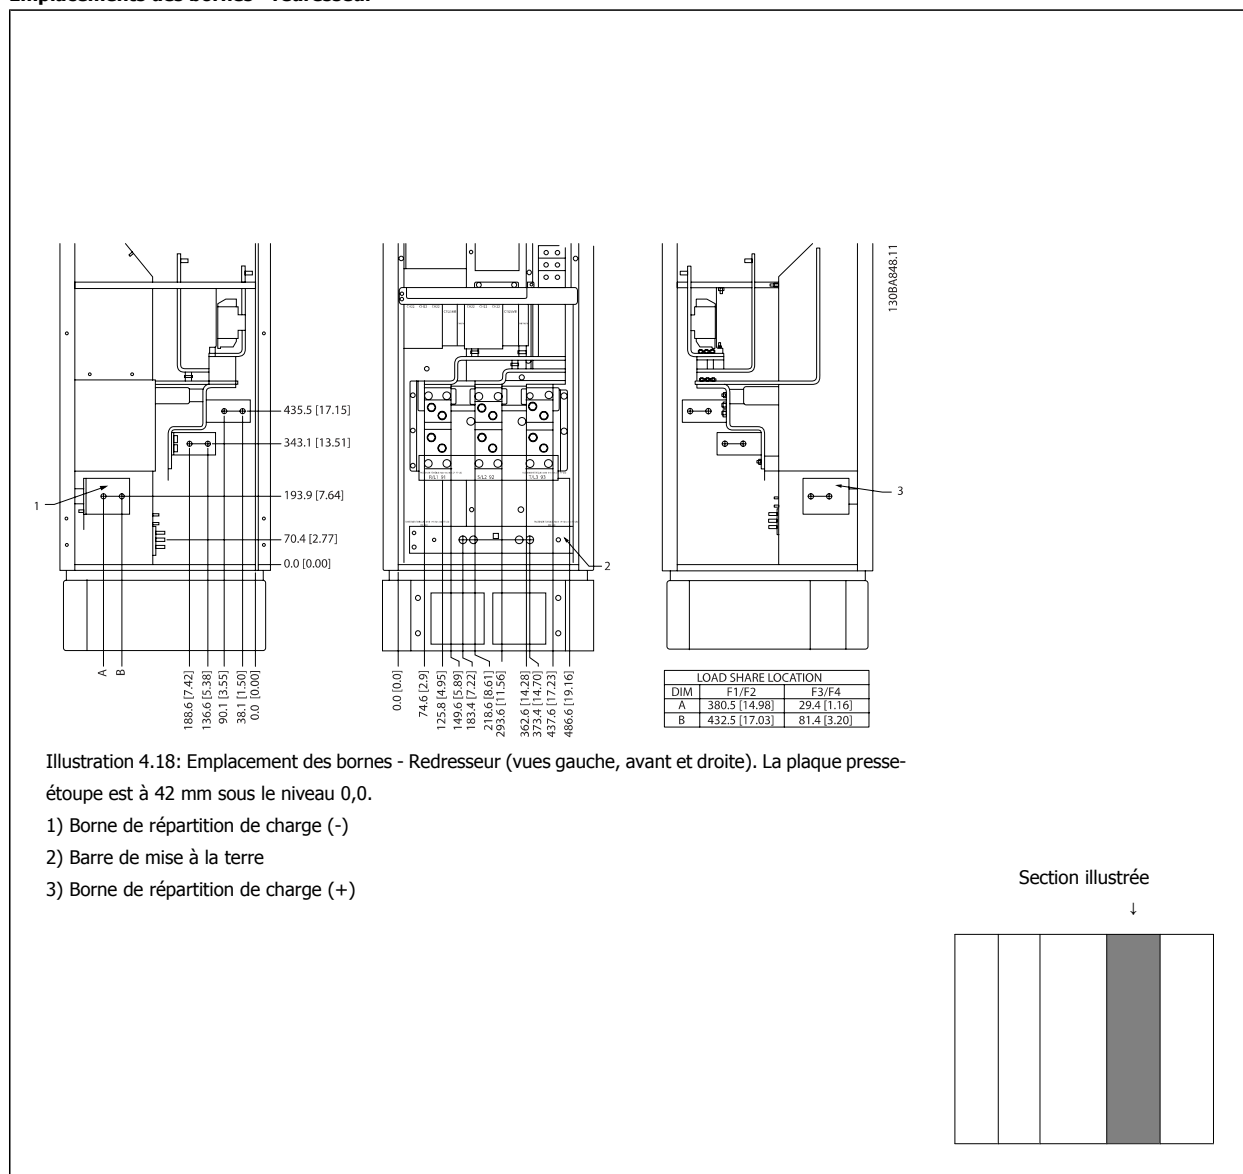 Emplacements des bornes - redresseur
130BA848.11
435.5 [17.15]
343.1 [13.51]
193.9 [7.64]
70.4 [2.77]
0.0 [0.00]
1
2
3
R/L1 91
S/L2 92
T/L3 93
A
B
188.6 [7.42]
136.6 [5.38]
90.1 [3.55]
38.1 [1.50]
0.0 [0.00]
0.0 [0.0]
74.6 [2.9]
125.8 [4.95]
149.6 [5.89]
183.4 [7.22]
218.6 [8.61]
293.6 [11.56]
362.6 [14.28]
373.4 [14.70]
437.6 [17.23]
486.6 [19.16]
LOAD SHARE LOCATION
DIM F1/F2 F3/F4
A 380.5 [14.98] 29.4 [1.16]
B 432.5 [17.03] 81.4 [3.20]
Illustration 4.18: Emplacement des bornes - Redresseur (vues gauche, avant et droite). La plaque presse-
étoupe est à 42 mm sous le niveau 0,0.
1) Borne de répartition de charge (-)
2) Barre de mise à la terre
3) Borne de répartition de charge (+)
Section illustrée
↓